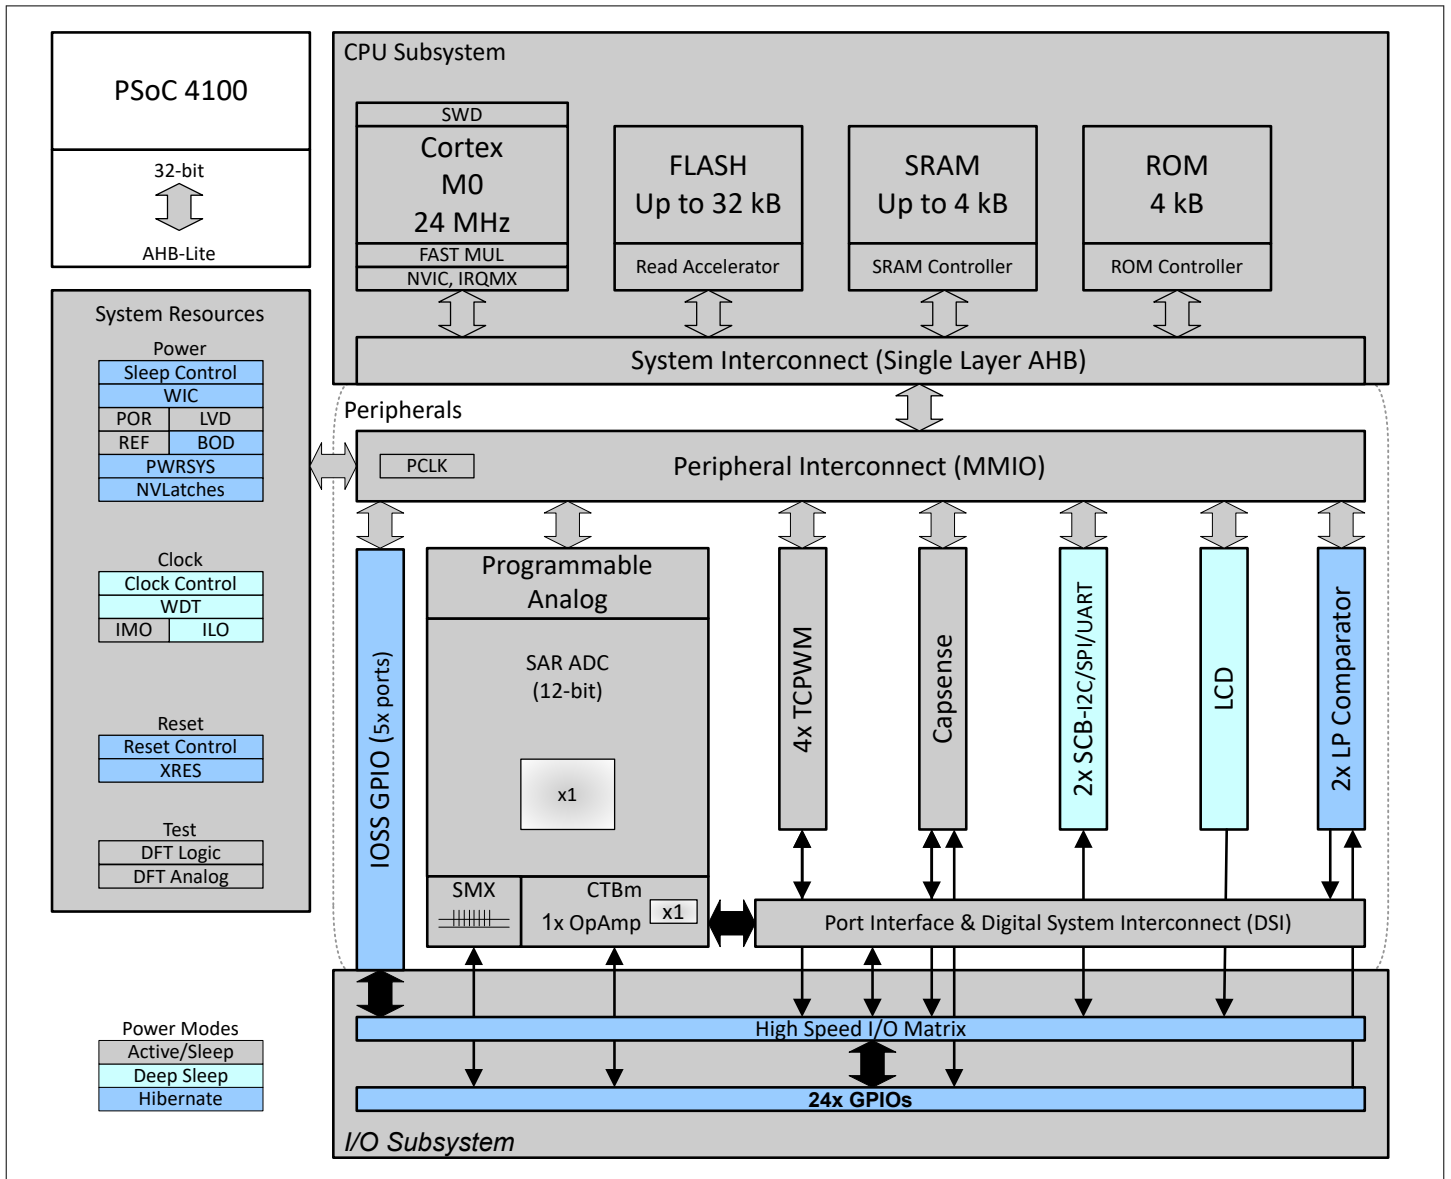 PSoC 4100
32-bit
AHB-Lite
CPU Subsystem
SWD
Cortex
M0
24 MHz
FAST MUL
NVIC, IRQMX
FLASH
Up to 32 kB
Read Accelerator
SRAM
Up to 4 kB
SRAM Controller
ROM
4 kB
ROM Controller
System Interconnect (Single Layer AHB)
System Resources
Power
Sleep Control
WIC
POR LVD
REF BOD
PWRSYS
NVLatches
Clock
Clock Control
WDT
IMO ILO
Reset
Reset Control
XRES
Test
DFT Logic
DFT Analog
Peripherals
PCLK
Peripheral Interconnect (MMIO)
IOSS GPIO (5x ports)
Programmable
Analog
SAR ADC
(12-bit)
x1
SMX
CTBm
1x OpAmp
x1
4x TCPWM
Capsense
2x SCB-I2C/SPI/UART
LCD
2x LP Comparator
Port Interface & Digital System Interconnect (DSI)
High Speed I/O Matrix
24x GPIOs
I/O Subsystem
Power Modes
Active/Sleep
Deep Sleep
Hibernate